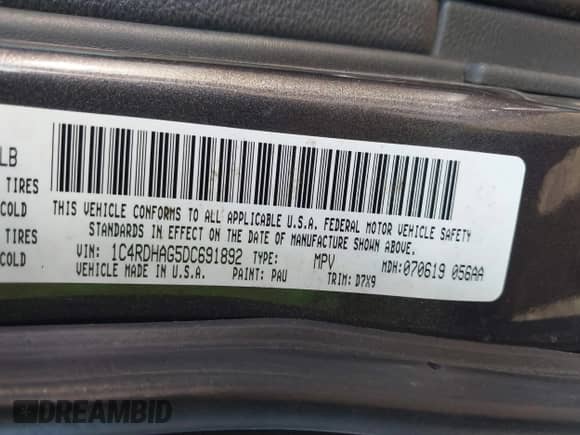 LB
TIRES
COLD
TIRES
COLD
THIS VEHICLE CONFORMS TO ALL APPLICABLE U.S.A. FEDERAL MOTOR VEHICLE SAFETY
STANDARDS IN EFFECT ON THE DATE OF MANUFACTURE SHOWN ABOVE.
VIN: 1C4RDHAG5DC691892 TYPE: MPV MDH: 070619 056AA
VEHICLE MADE IN U.S.A. PAINT: PAU TRIM: D7X9
DREAMBID